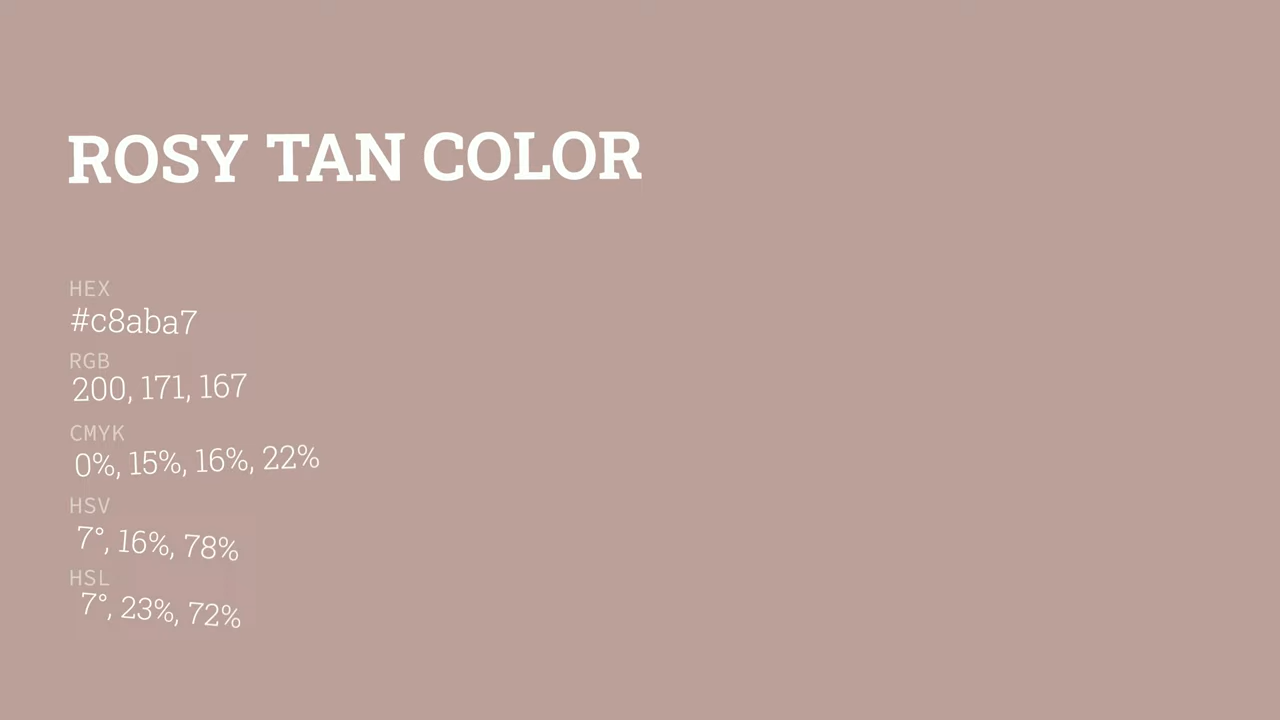 ROSY TAN COLOR
HEX
#c8aba7
RGB
200, 171, 167
CMYK
0%, 15%, 16%, 22%
HSV
7°, 16%, 78%
HSL
7°, 23%, 72%